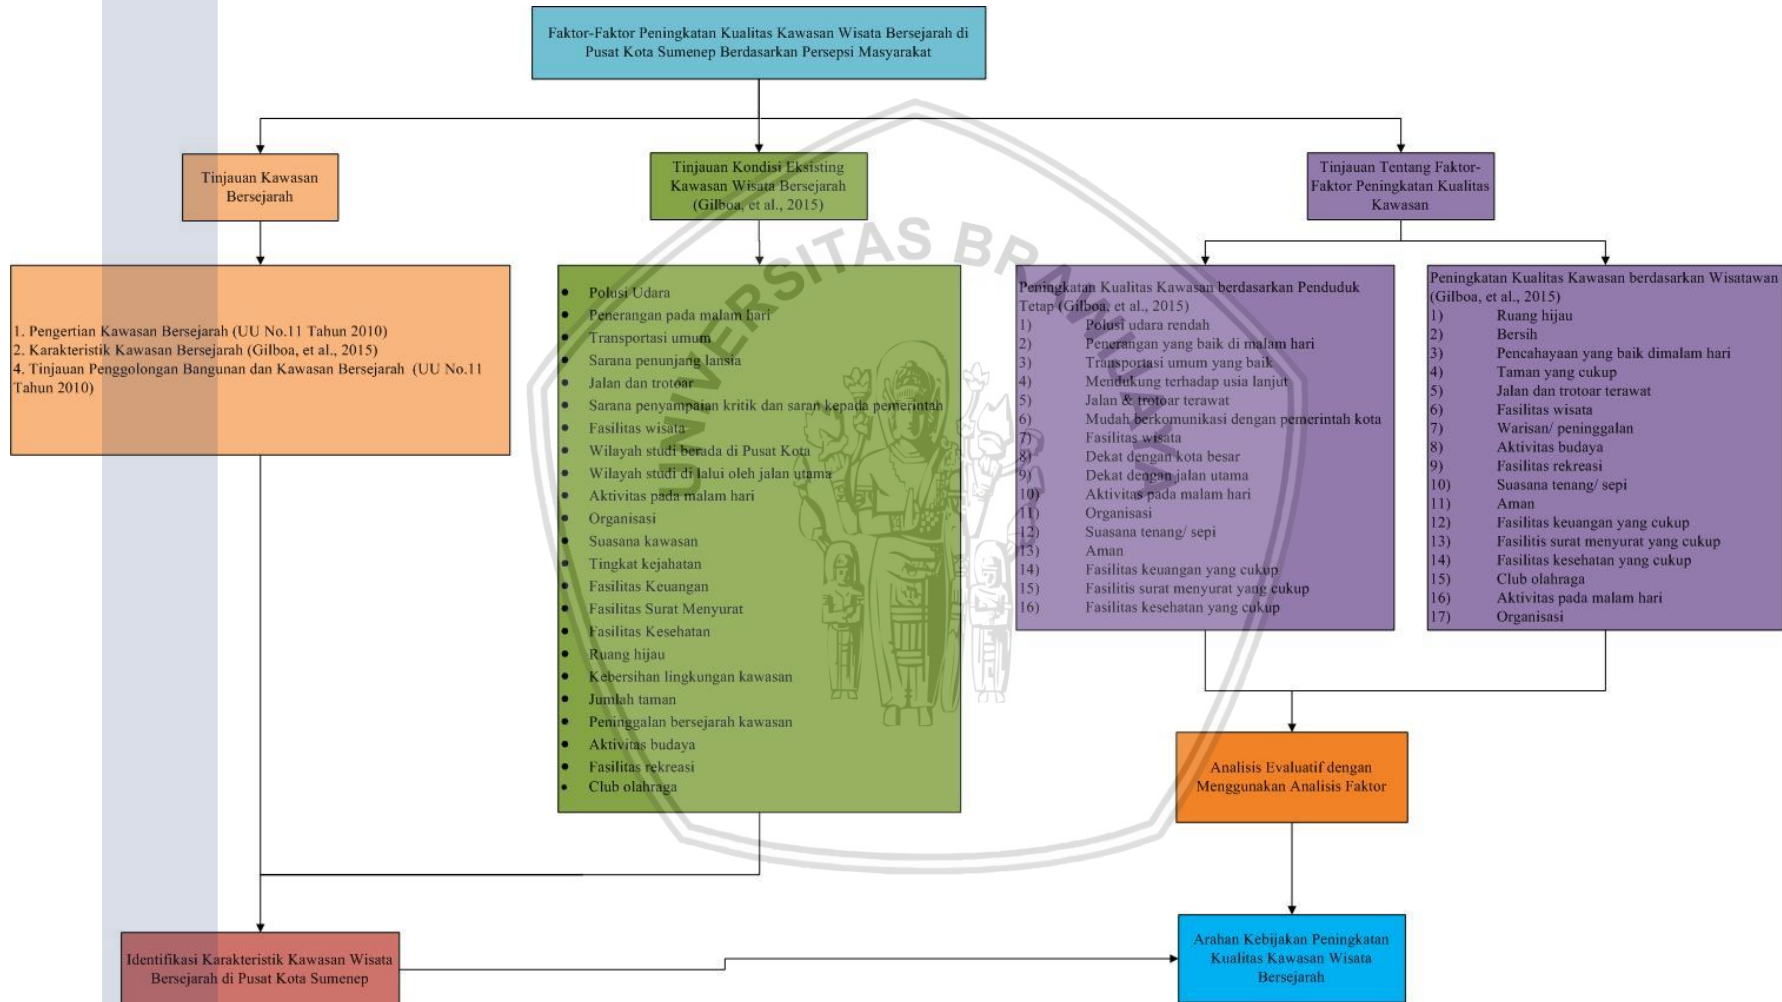 Faktor-Faktor Peningkatan Kualitas Kawasan Wisata Bersejarah di
Pusat Kota Sumenep Berdasarkan Persepsi Masyarakat
Tinjauan Kawasan
Bersejarah
Tinjauan Kondisi Eksisting
Kawasan Wisata Bersejarah
(Gilboa, et al., 2015)
Tinjauan Tentang Faktor-
Faktor Peningkatan Kualitas
Kawasan
1. Pengertian Kawasan Bersejarah (UU No.11 Tahun 2010)
2. Karakteristik Kawasan Bersejarah (Gilboa, et al., 2015)
4. Tinjauan Penggolongan Bangunan dan Kawasan Bersejarah (UU No.11
Tahun 2010)
• Polusi Udara
• Penerangan pada malam hari
• Transportasi umum
• Sarana penunjang lansia
• Jalan dan trotoar
• Sarana penyampaian kritik dan saran kepada pemerintah
• Fasilitas wisata
• Wilayah studi berada di Pusat Kota
• Wilayah studi di lalui oleh jalan utama
• Aktivitas pada malam hari
• Organisasi
• Suasana kawasan
• Tingkat kejahatan
• Fasilitas Keuangan
• Fasilitas Surat Menyurat
• Fasilitas Kesehatan
• Ruang hijau
• Kebersihan lingkungan kawasan
• Jumlah taman
• Peninggalan bersejarah kawasan
• Aktivitas budaya
• Fasilitas rekreasi
• Club olahraga
Peningkatan Kualitas Kawasan berdasarkan Penduduk
Tetap (Gilboa, et al., 2015)
1) Polusi udara rendah
2) Penerangan yang baik di malam hari
3) Transportasi umum yang baik
4) Mendukung terhadap usia lanjut
5) Jalan & trotoar terawat
6) Mudah berkomunikasi dengan pemerintah kota
7) Fasilitas wisata
8) Dekat dengan kota besar
9) Dekat dengan jalan utama
10) Aktivitas pada malam hari
11) Organisasi
12) Suasana tenang/ sepi
13) Aman
14) Fasilitas keuangan yang cukup
15) Fasilitis surat menyurat yang cukup
16) Fasilitas kesehatan yang cukup
Peningkatan Kualitas Kawasan berdasarkan Wisatawan
(Gilboa, et al., 2015)
1) Ruang hijau
2) Bersih
3) Pencahayaan yang baik dimalam hari
4) Taman yang cukup
5) Jalan dan trotoar terawat
6) Fasilitas wisata
7) Warisan/ peninggalan
8) Aktivitas budaya
9) Fasilitas rekreasi
10) Suasana tenang/ sepi
11) Aman
12) Fasilitas keuangan yang cukup
13) Fasilitis surat menyurat yang cukup
14) Fasilitas kesehatan yang cukup
15) Club olahraga
16) Aktivitas pada malam hari
17) Organisasi
UNIVERSITAS BRAWIJAYA
Analisis Evaluatif dengan
Menggunakan Analisis Faktor
Identifikasi Karakteristik Kawasan Wisata
Bersejarah di Pusat Kota Sumenep
Arahan Kebijakan Peningkatan
Kualitas Kawasan Wisata
Bersejarah